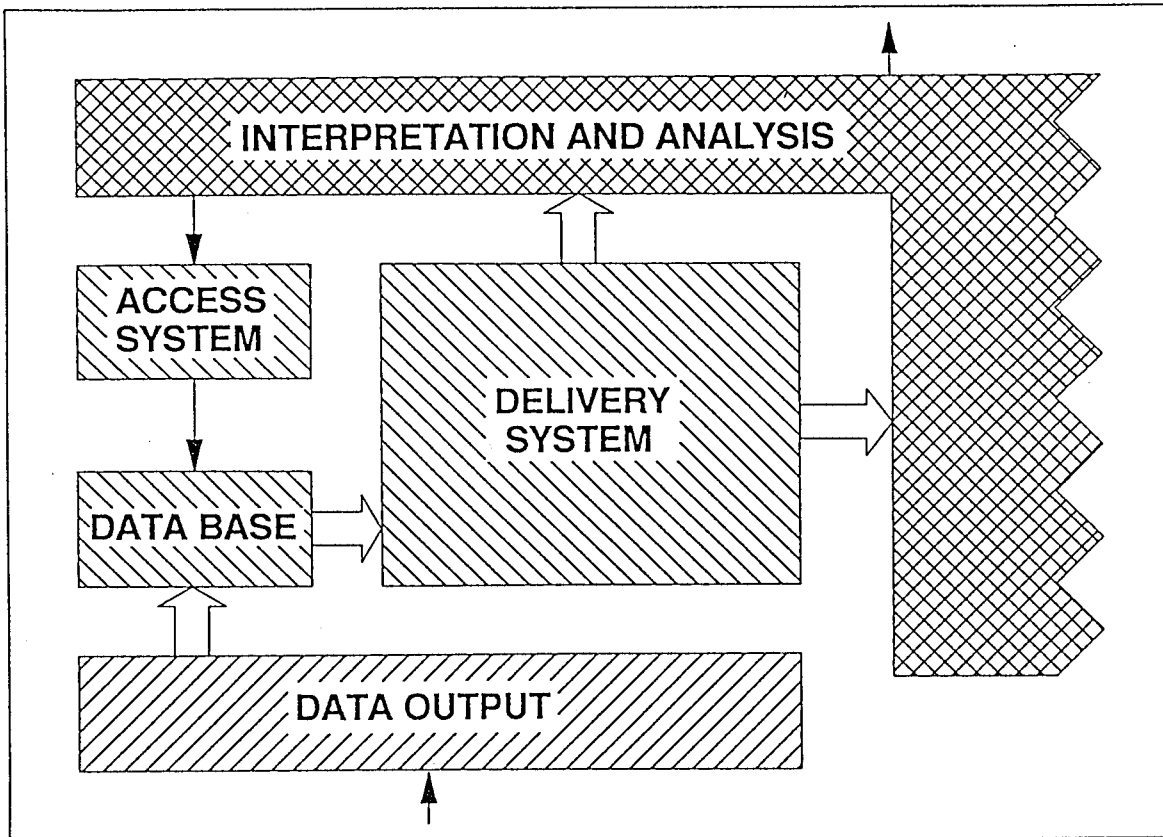 INTERPRETATION AND ANALYSIS
ACCESS
SYSTEM
DELIVERY
SYSTEM
DATA BASE
DATA OUTPUT